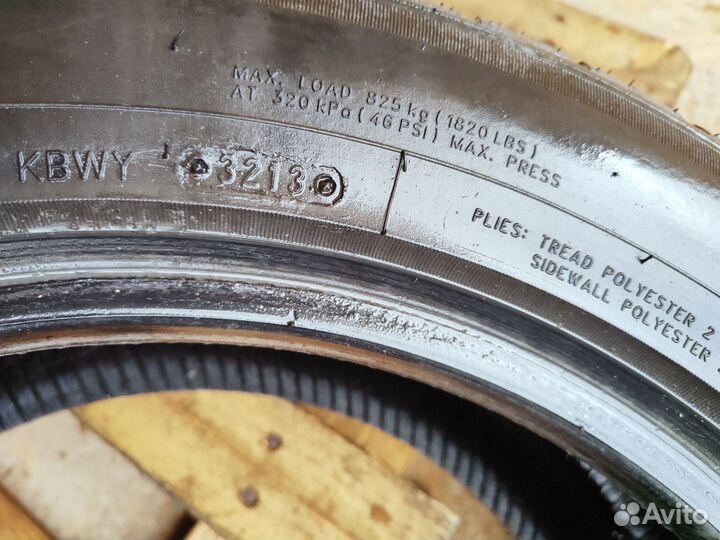 MAX. LOAD 825 kg (1820 LBS)
AT 320 kPa (46 PSI) MAX. PRESS
KBWY 3213
PLIES: TREAD POLYESTER 2
SIDEWALL POLYESTER
Avito